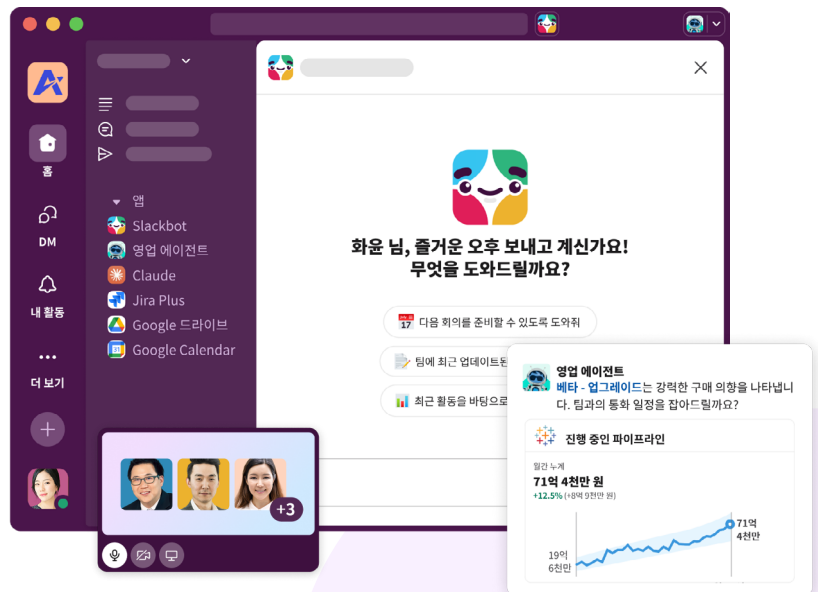 홈
DM
내 활동
더 보기
앱
Slackbot
영업 에이전트
Claude
Jira Plus
Google 드라이브
Google Calendar
화윤 님, 즐거운 오후 보내고 계신가요!
무엇을 도와드릴까요?
17
다음 회의를 준비할 수 있도록 도와줘
팀에 최근 업데이트된
최근 활동을 바탕으로
+3
영업 에이전트
베타 - 업그레이드는 강력한 구매 의향을 나타냅니
다. 팀과의 통화 일정을 잡아드릴까요?
진행 중인 파이프라인
월간 누계
71억 4천만 원
+12.5% (+8억 9천만 원)
71억
4천만
19억
6천만